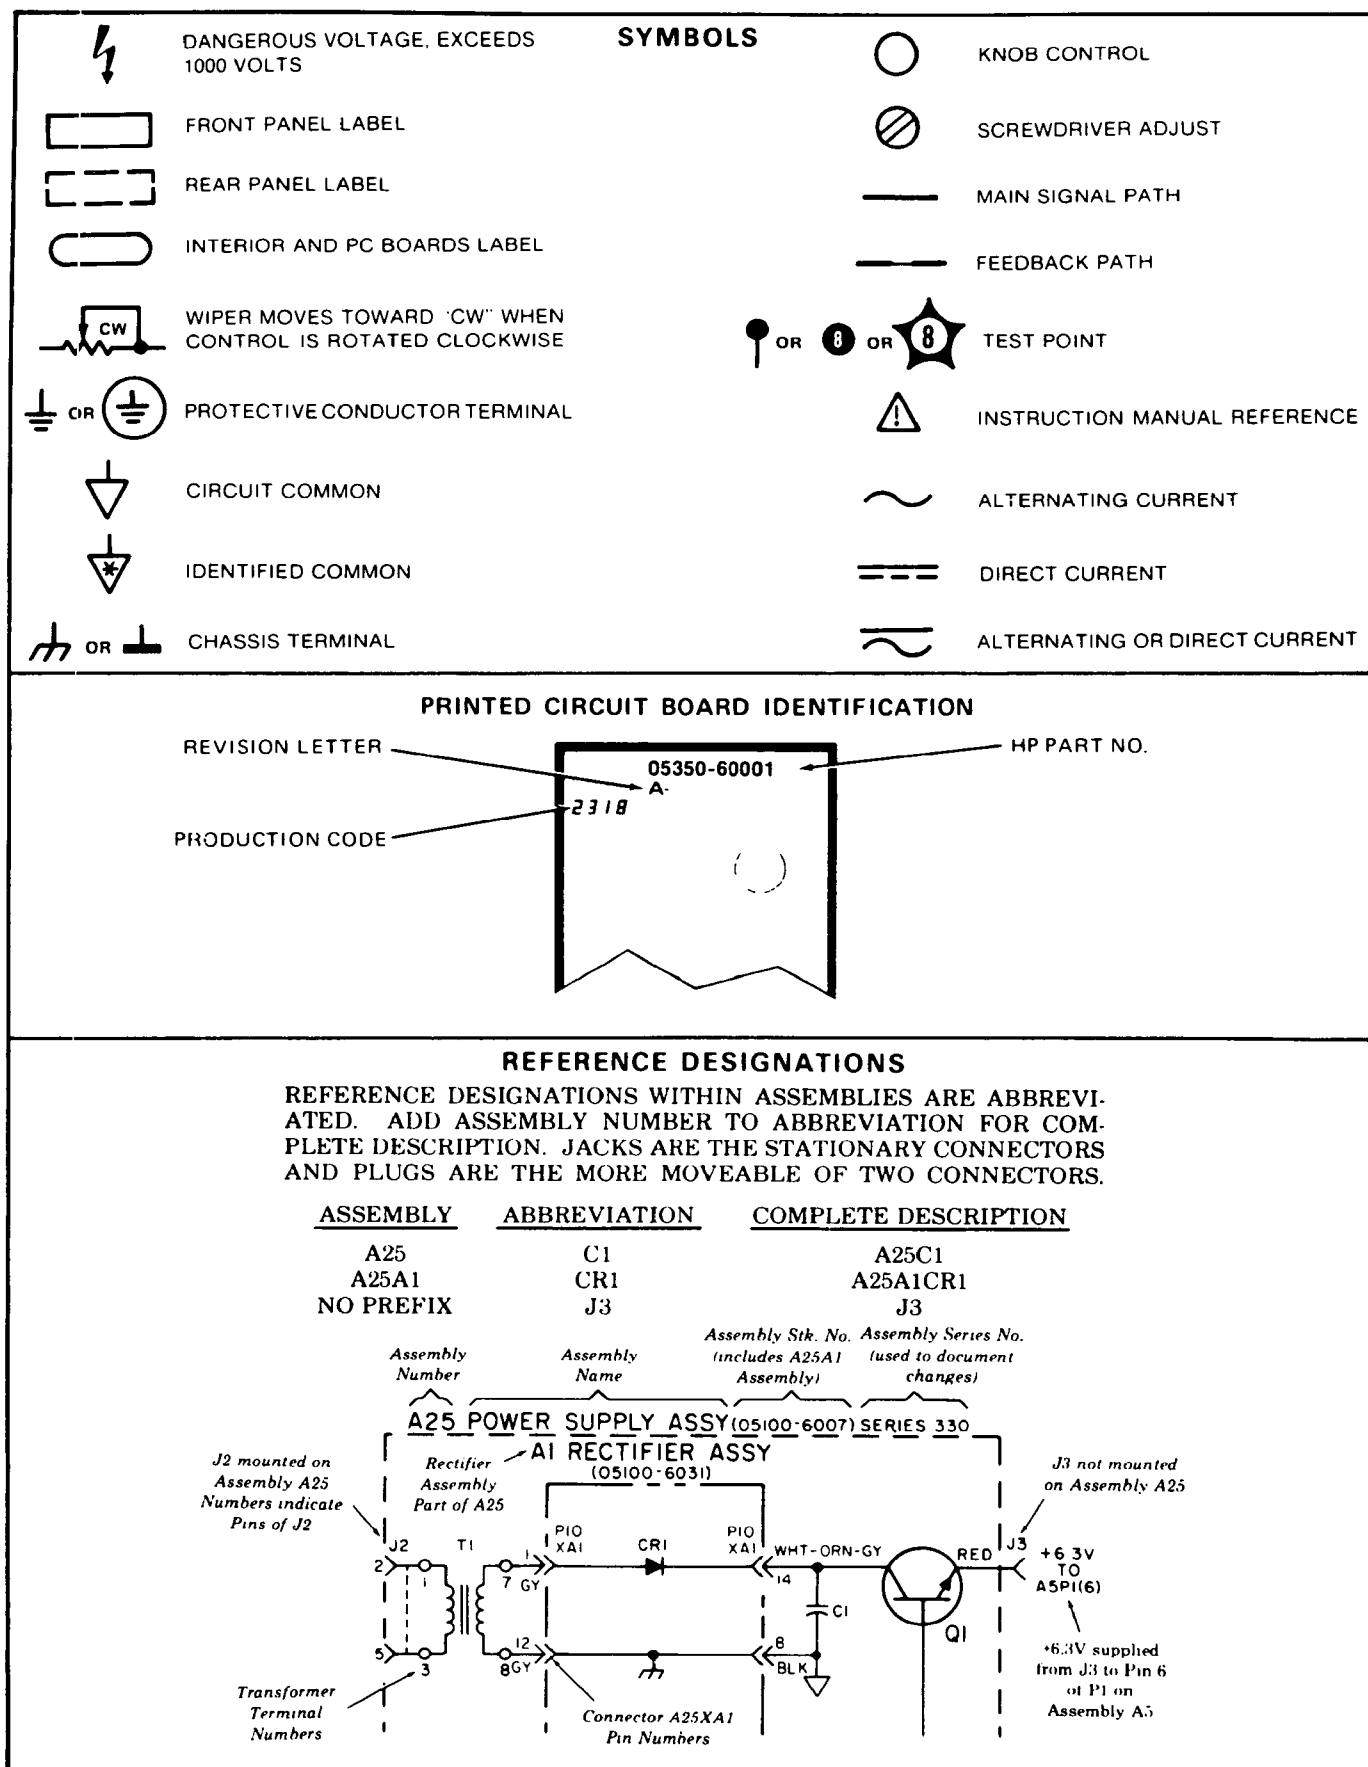 SYMBOLS
DANGEROUS VOLTAGE, EXCEEDS
1000 VOLTS
FRONT PANEL LABEL
REAR PANEL LABEL
INTERIOR AND PC BOARDS LABEL
CW
WIPER MOVES TOWARD 'CW" WHEN
CONTROL IS ROTATED CLOCKWISE
OR
PROTECTIVE CONDUCTOR TERMINAL
CIRCUIT COMMON
*
IDENTIFIED COMMON
OR
CHASSIS TERMINAL
KNOB CONTROL
SCREWDRIVER ADJUST
MAIN SIGNAL PATH
FEEDBACK PATH
OR 8 OR 8
TEST POINT
!
INSTRUCTION MANUAL REFERENCE
ALTERNATING CURRENT
DIRECT CURRENT
ALTERNATING OR DIRECT CURRENT
PRINTED CIRCUIT BOARD IDENTIFICATION
REVISION LETTER
HP PART NO.
05350-60001
A-
2318
PRODUCTION CODE
REFERENCE DESIGNATIONS
REFERENCE DESIGNATIONS WITHIN ASSEMBLIES ARE ABBREVI-
ATED. ADD ASSEMBLY NUMBER TO ABBREVIATION FOR COM-
PLETE DESCRIPTION. JACKS ARE THE STATIONARY CONNECTORS
AND PLUGS ARE THE MORE MOVEABLE OF TWO CONNECTORS.
ASSEMBLY ABBREVIATION COMPLETE DESCRIPTION
A25 C1 A25C1
A25A1 CR1 A25A1CR1
NO PREFIX J3 J3
Assembly
Number
Assembly
Name
Assembly Stk. No.
(includes A25A1
Assembly)
Assembly Series No.
(used to document
changes)
A25 POWER SUPPLY ASSY (05100-6007) SERIES 330
A1 RECTIFIER ASSY
(05100-6031)
J2 mounted on
Assembly A25
Numbers indicate
Pins of J2
Rectifier
Assembly
Part of A25
J3 not mounted
on Assembly A25
J2
2
1
5
3
T1
1
7
GY
12
8
GY
P10
XA1
CR1
P10
XA1
WHT-ORN-GY
14
C1
8
BLK
Q1
RED
J3
+6 3V
TO
A5P1(6)
+6.3V supplied
from J3 to Pin 6
of P1 on
Assembly A5
Transformer
Terminal
Numbers
Connector A25XA1
Pin Numbers